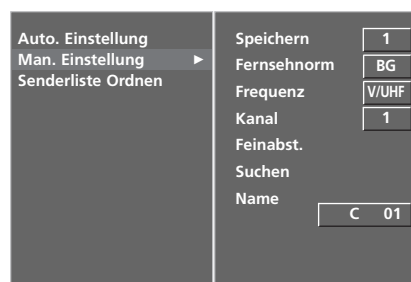 Auto. Einstellung
Man. Einstellung ►
Senderliste Ordnen
Speichern 1
Fernsehnorm BG
Frequenz V/UHF
Kanal 1
Feinabst.
Suchen
Name
C 01